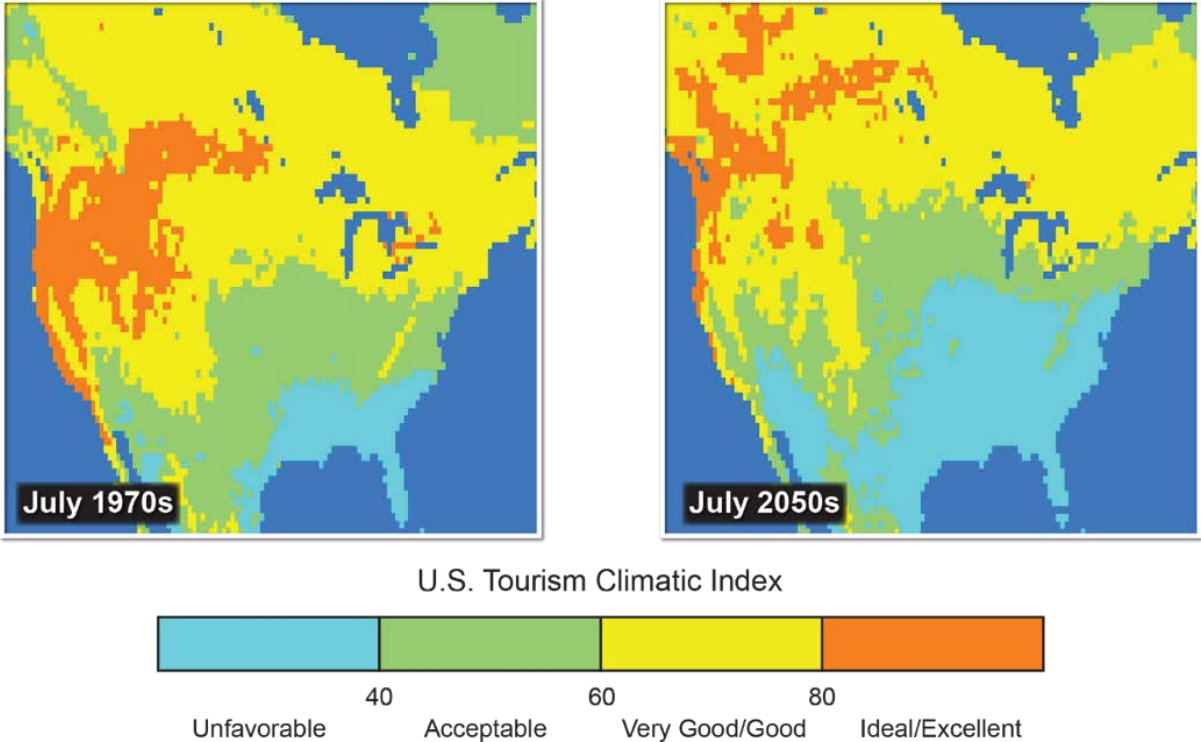 July 1970s
July 2050s
U.S. Tourism Climatic Index
40 60 80
Unfavorable Acceptable Very Good/Good Ideal/Excellent